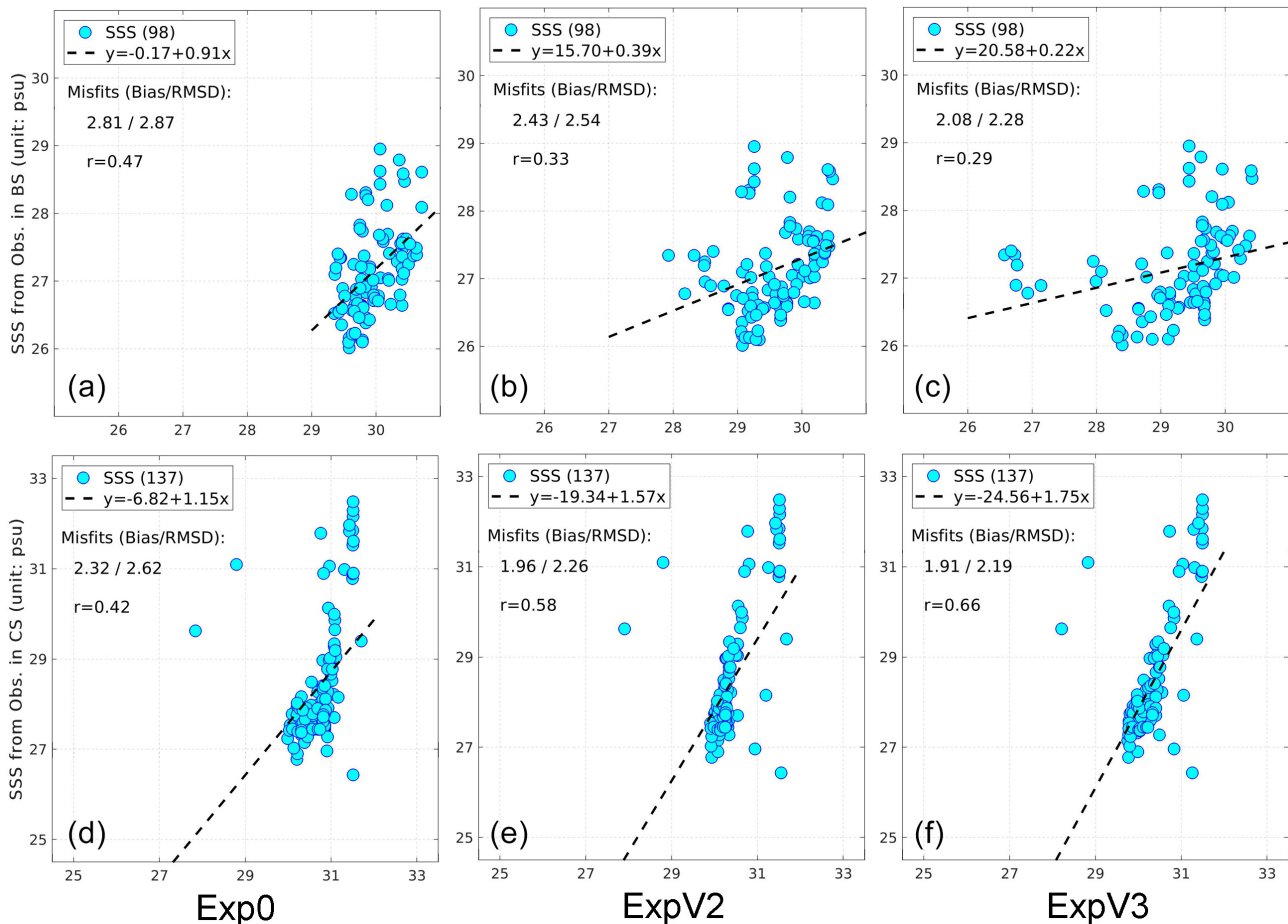 SSS (98)
y=-0.17+0.91x
Misfits (Bias/RMSD):
2.81 / 2.87
r=0.47
(a)
SSS from Obs. in BS (unit: psu)
30
29
28
27
26
26 27 28 29 30
SSS (98)
y=15.70+0.39x
Misfits (Bias/RMSD):
2.43 / 2.54
r=0.33
(b)
30
29
28
27
26
26 27 28 29 30
SSS (98)
y=20.58+0.22x
Misfits (Bias/RMSD):
2.08 / 2.28
r=0.29
(c)
30
29
28
27
26
26 27 28 29 30
SSS (137)
y=-6.82+1.15x
Misfits (Bias/RMSD):
2.32 / 2.62
r=0.42
(d)
SSS from Obs. in CS (unit: psu)
33
31
29
27
25
25 27 29 31 33
Exp0
SSS (137)
y=-19.34+1.57x
Misfits (Bias/RMSD):
1.96 / 2.26
r=0.58
(e)
33
31
29
27
25
25 27 29 31 33
ExpV2
SSS (137)
y=-24.56+1.75x
Misfits (Bias/RMSD):
1.91 / 2.19
r=0.66
(f)
33
31
29
27
25
25 27 29 31 33
ExpV3